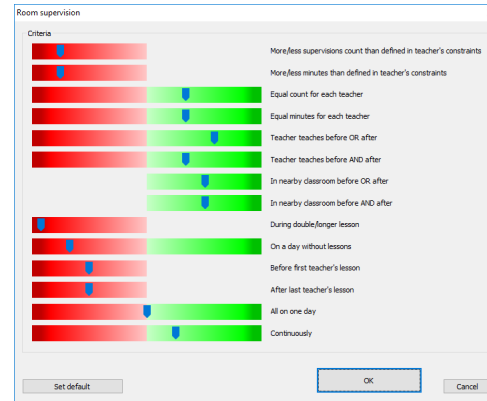 Room supervision
Criteria
More/less supervisions count than defined in teacher's constraints
More/less minutes than defined in teacher's constraints
Equal count for each teacher
Equal minutes for each teacher
Teacher teaches before OR after
Teacher teaches before AND after
In nearby classroom before OR after
In nearby classroom before AND after
During double/longer lesson
On a day without lessons
Before first teacher's lesson
After last teacher's lesson
All on one day
Continuously
Set default
OK
Cancel